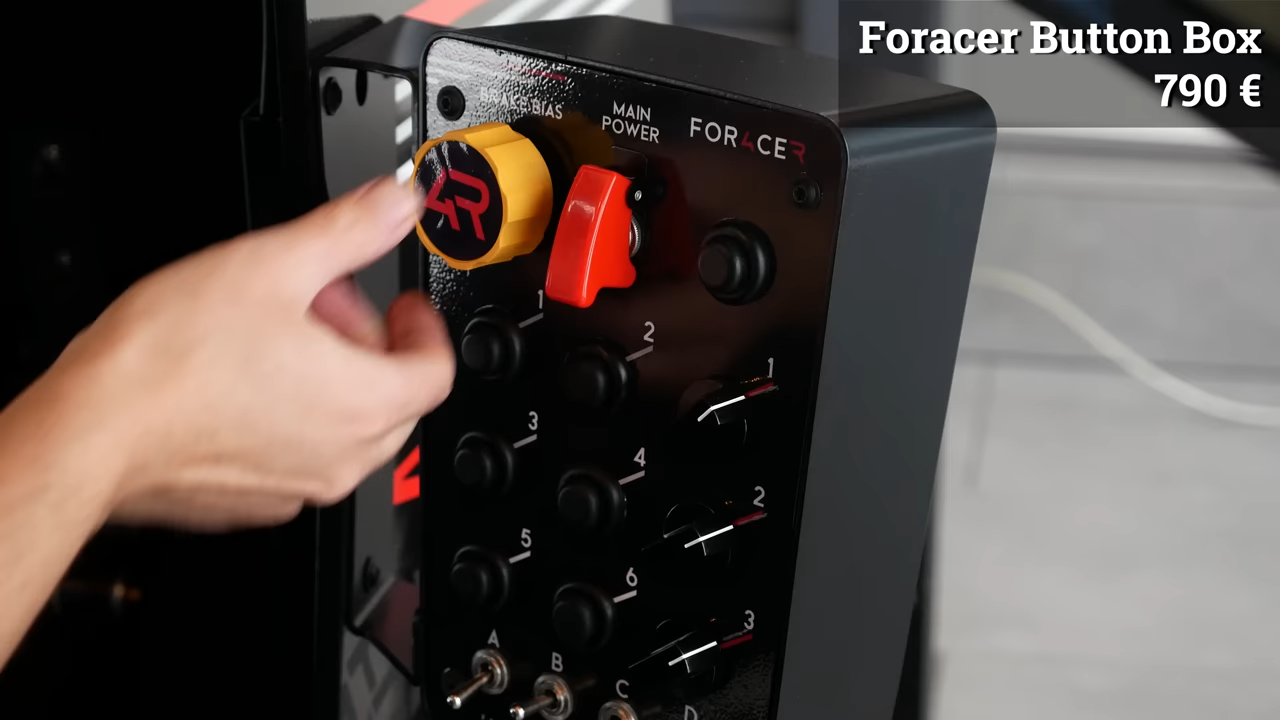 Foracer Button Box
790 €
BRAKE BIAS
MAIN
POWER
FOR4CER
4R
1
2
3
4
5
6
1
2
3
A
B
C
D